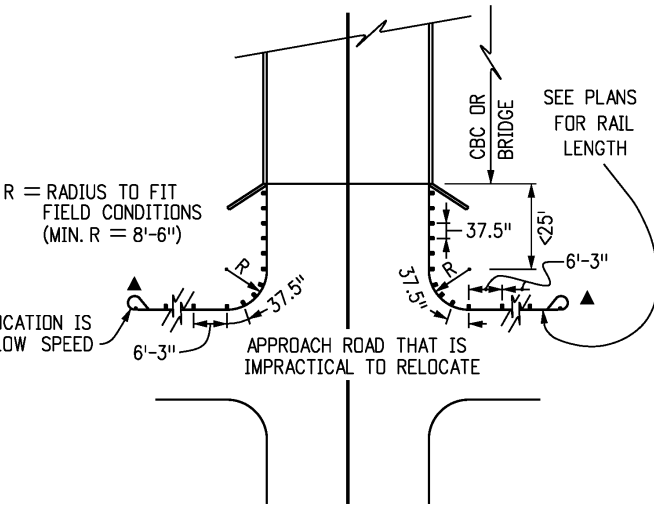 CBC OR
BRIDGE
SEE PLANS
FOR RAIL
LENGTH
R = RADIUS TO FIT
FIELD CONDITIONS
(MIN. R = 8'-6")
37.5"
<25'
R
R
6'-3"
37.5"
37.5"
ICATION IS
LOW SPEED
6'-3"
APPROACH ROAD THAT IS
IMPRACTICAL TO RELOCATE